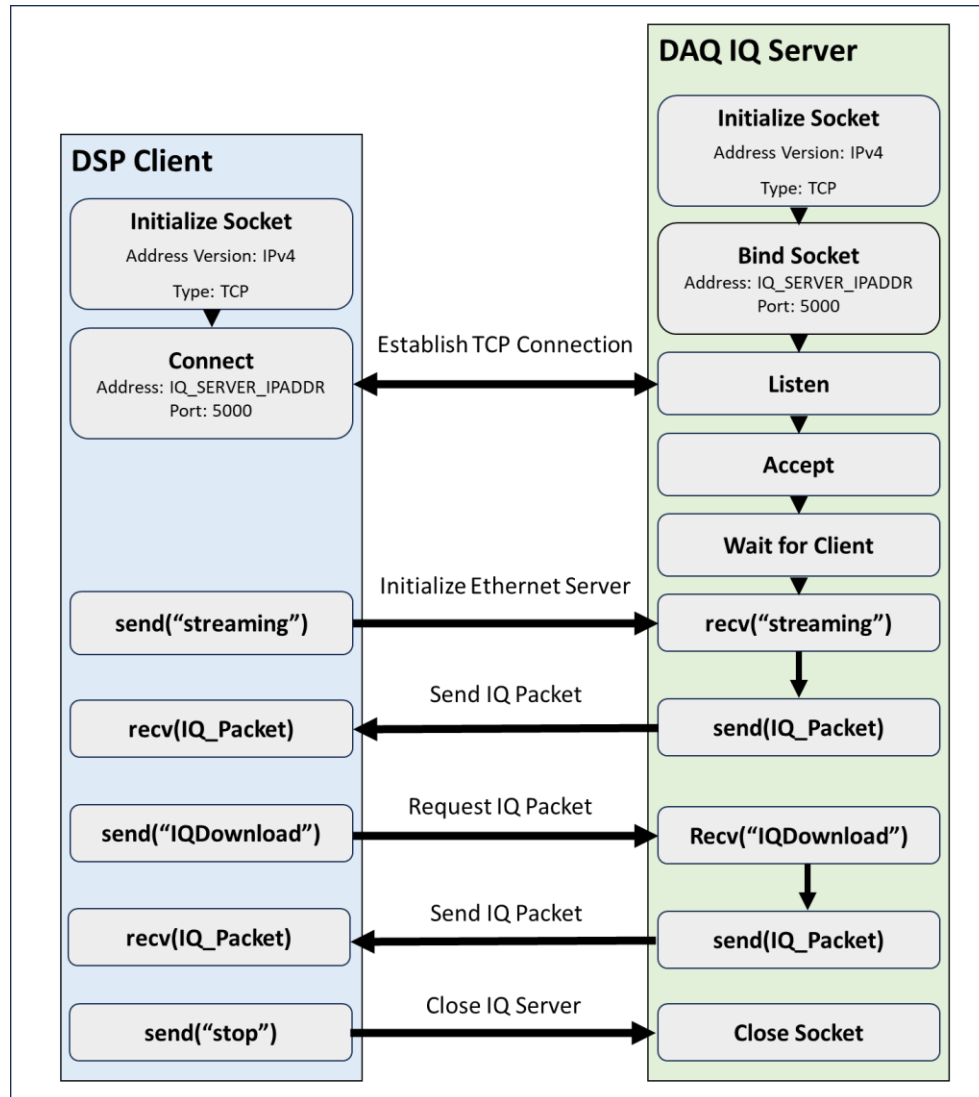 DAQ IQ Server
Initialize Socket
Address Version: IPv4
Type: TCP
DSP Client
Initialize Socket
Address Version: IPv4
Type: TCP
Bind Socket
Address: IQ_SERVER_IPADDR
Port: 5000
Connect
Address: IQ_SERVER_IPADDR
Port: 5000
Establish TCP Connection
Listen
Accept
Wait for Client
send(“streaming”)
Initialize Ethernet Server
recv(“streaming”)
recv(IQ_Packet)
Send IQ Packet
send(IQ_Packet)
send(“IQDownload”)
Request IQ Packet
Recv(“IQDownload”)
recv(IQ_Packet)
Send IQ Packet
send(IQ_Packet)
send(“stop”)
Close IQ Server
Close Socket